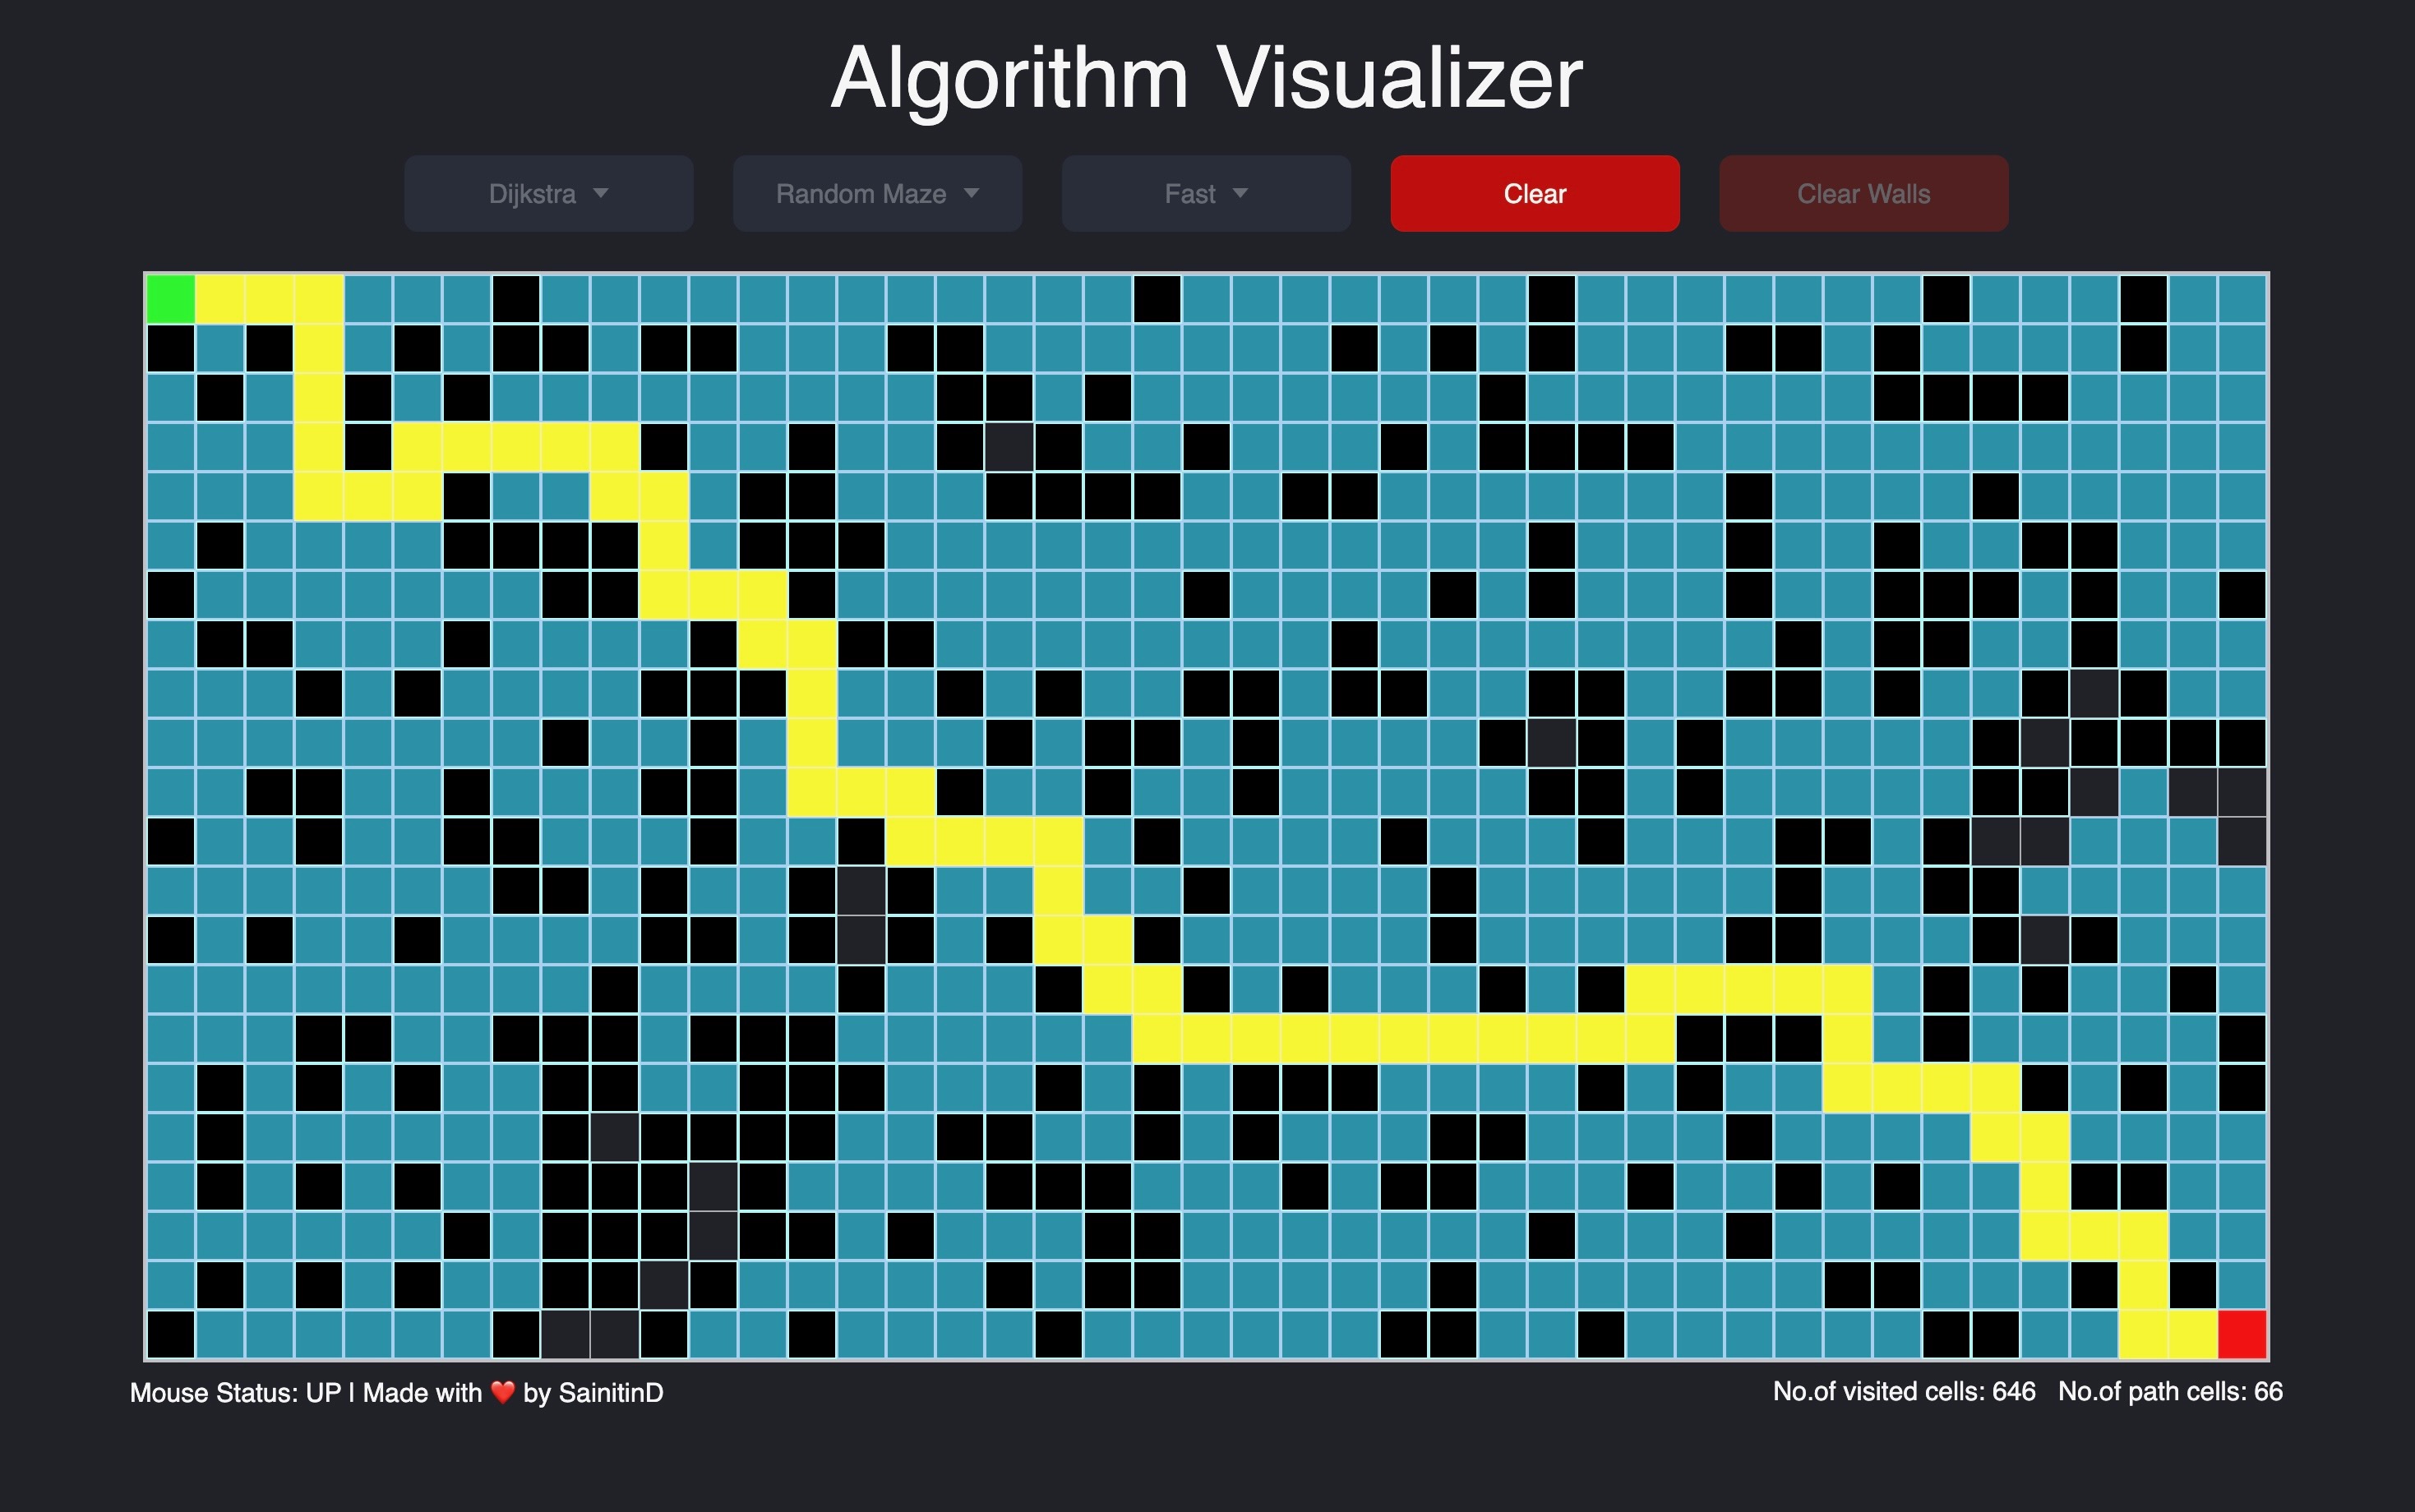 Algorithm Visualizer
Dijkstra
Random Maze
Fast
Clear
Clear Walls
Mouse Status: UP | Made with ❤️ by SainitinD
No.of visited cells: 646
No.of path cells: 66